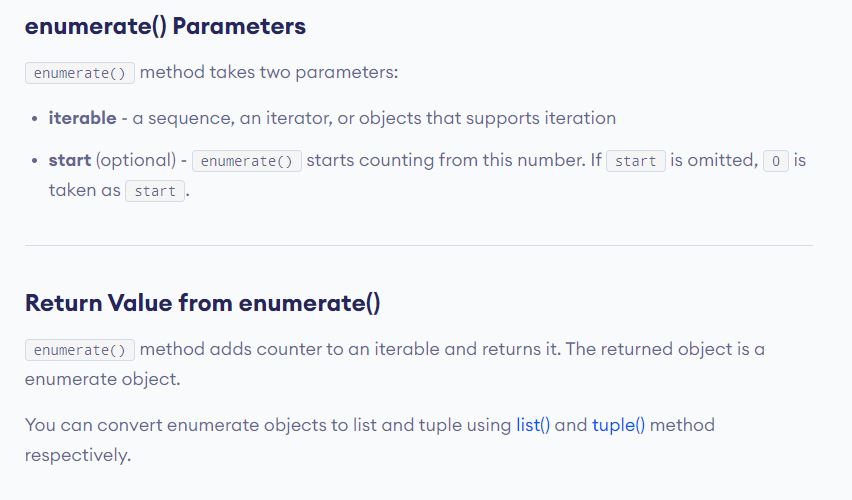 enumerate() Parameters
enumerate() method takes two parameters:
• iterable - a sequence, an iterator, or objects that supports iteration
• start (optional) - enumerate() starts counting from this number. If start is omitted, 0 is
taken as start.
Return Value from enumerate()
enumerate() method adds counter to an iterable and returns it. The returned object is a
enumerate object.
You can convert enumerate objects to list and tuple using list() and tuple() method
respectively.